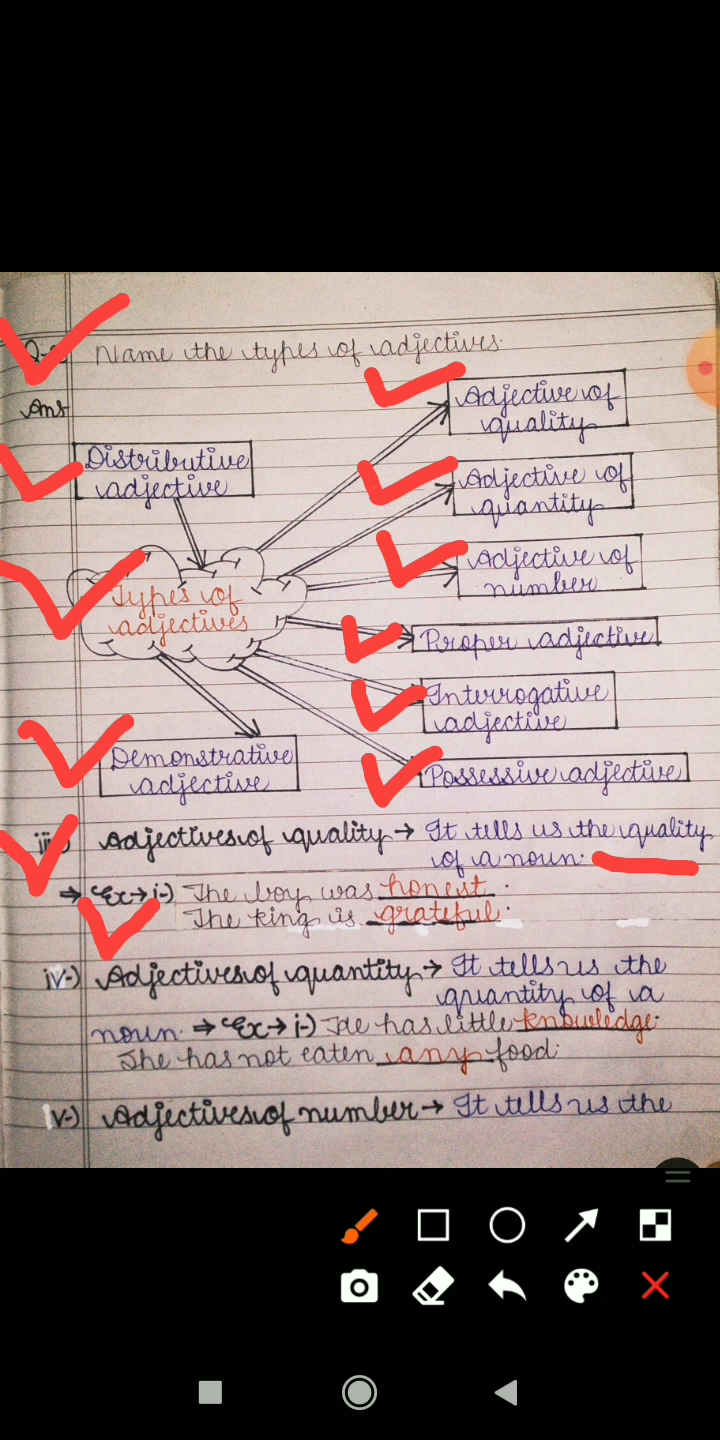 Name the types of adjectives.
Ans
Adjective of
quality
Distributive
adjective
Adjective of
quantity
Adjective of
number
Types of
adjectives
Proper adjective
Interrogative
adjective
Demonstrative
adjective
Possessive adjective
iii-) Adjectives of quality → It tells us the quality
of a noun.
⇒ Ex → i-) The boy was honest.
The king is grateful.
iv-) Adjectives of quantity → It tells us the
quantity of a
noun. ⇒ Ex → i-) He has little knowledge.
She has not eaten any food.
v-) Adjectives of number → It tells us the